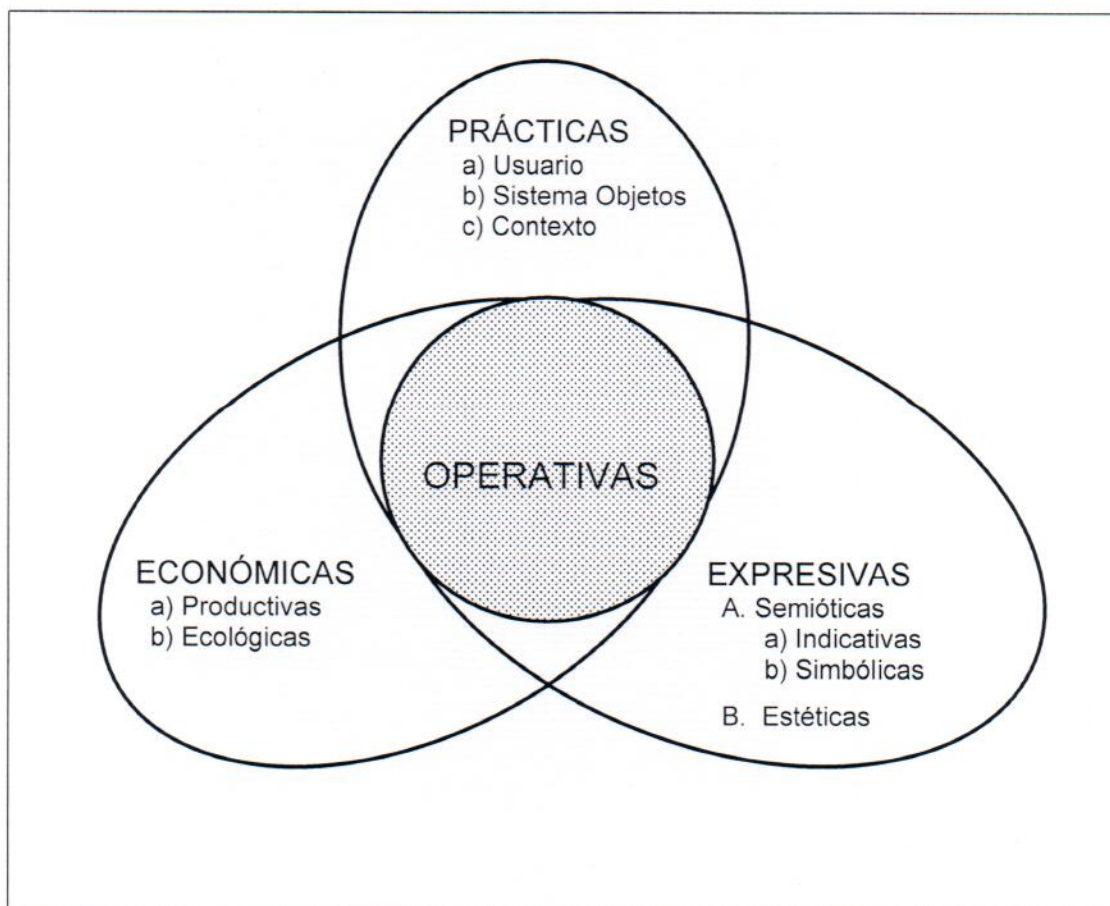 PRÁCTICAS
a) Usuario
b) Sistema Objetos
c) Contexto
OPERATIVAS
ECONÓMICAS
a) Productivas
b) Ecológicas
EXPRESIVAS
A. Semióticas
a) Indicativas
b) Simbólicas
B. Estéticas